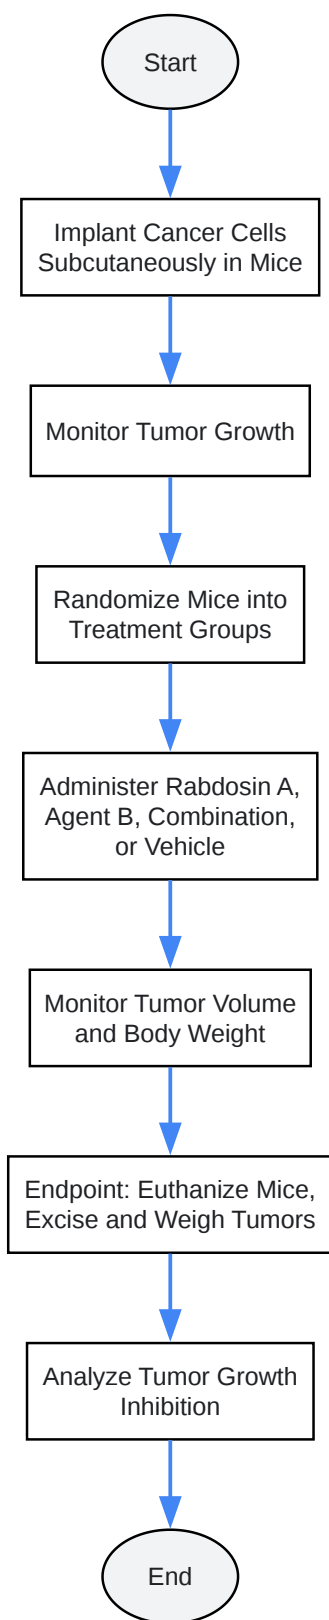 Start
Implant Cancer Cells
Subcutaneously in Mice
Monitor Tumor Growth
Randomize Mice into
Treatment Groups
Administer Rabdosin A,
Agent B, Combination,
or Vehicle
Monitor Tumor Volume
and Body Weight
Endpoint: Euthanize Mice,
Excise and Weigh Tumors
Analyze Tumor Growth
Inhibition
End